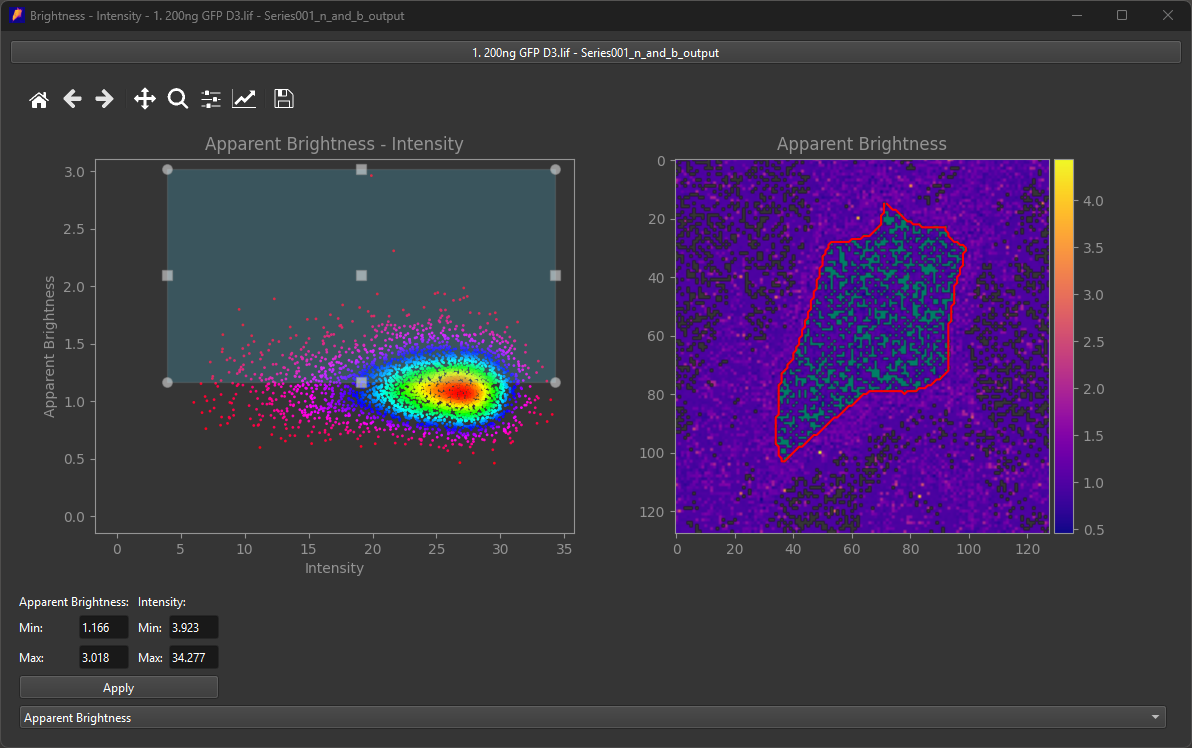 Brightness - Intensity - 1. 200ng GFP D3.lif - Series001_n_and_b_output
1. 200ng GFP D3.lif - Series001_n_and_b_output
Apparent Brightness - Intensity
Apparent Brightness
3.0
2.5
2.0
1.5
1.0
0.5
0.0
Apparent Brightness
0 5 10 15 20 25 30 35
Intensity
0
20
40
60
80
100
120
0 20 40 60 80 100 120
4.0
3.5
3.0
2.5
2.0
1.5
1.0
0.5
Apparent Brightness: Intensity:
Min: 1.166 Min: 3.923
Max: 3.018 Max: 34.277
Apply
Apparent Brightness